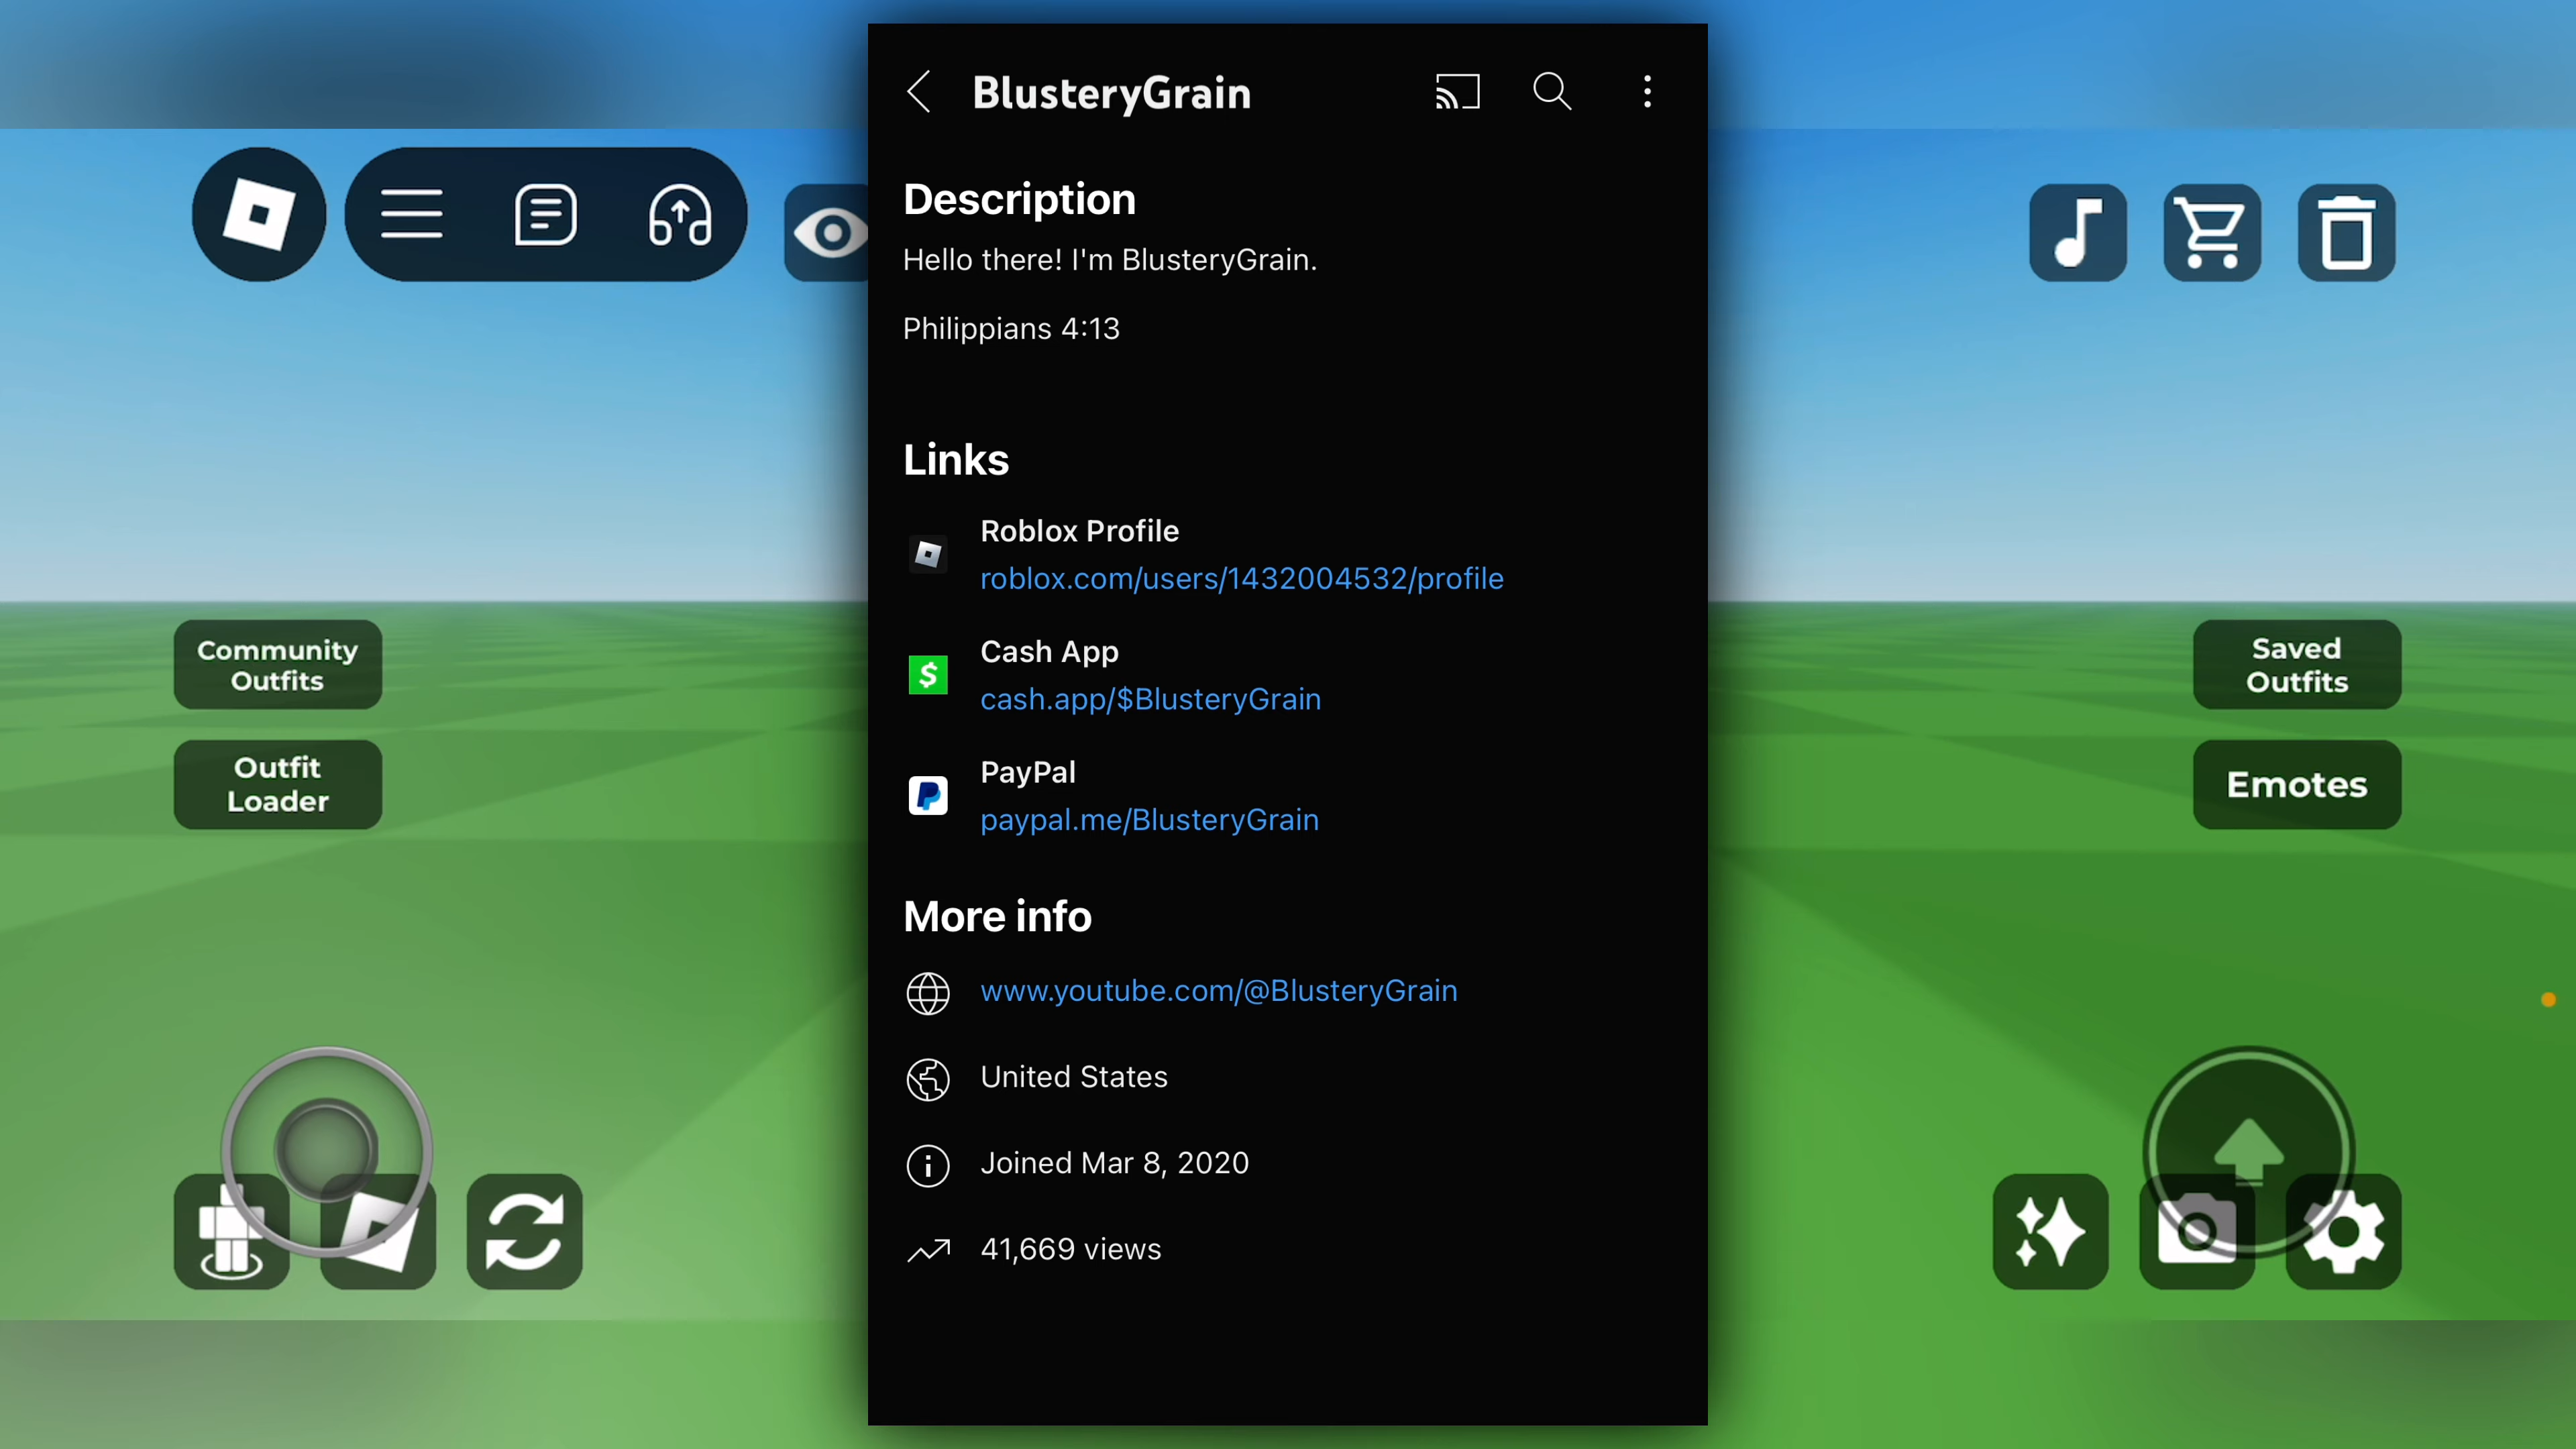 BlusteryGrain
Description
Hello there! I'm BlusteryGrain.
Philippians 4:13
Links
Roblox Profile
roblox.com/users/1432004532/profile
Cash App
cash.app/$BlusteryGrain
PayPal
paypal.me/BlusteryGrain
More info
www.youtube.com/@BlusteryGrain
United States
Joined Mar 8, 2020
41,669 views
Community
Outfits
Outfit
Loader
Saved
Outfits
Emotes